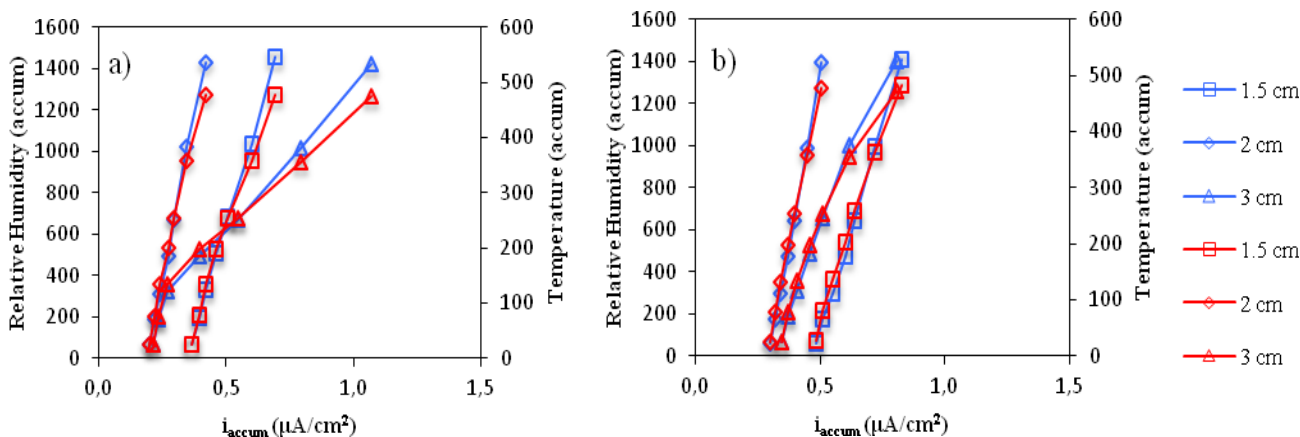 a)
Relative Humidity (accum)
1600
1400
1200
1000
800
600
400
200
0
600
500
400
300
200
100
0
Temperature (accum)
0,0 0,5 1,0 1,5
iaccum (µA/cm²)
b)
Relative Humidity (accum)
1600
1400
1200
1000
800
600
400
200
0
600
500
400
300
200
100
0
Temperature (accum)
0,0 0,5 1,0 1,5
iaccum (µA/cm²)
1.5 cm
2 cm
3 cm
1.5 cm
2 cm
3 cm